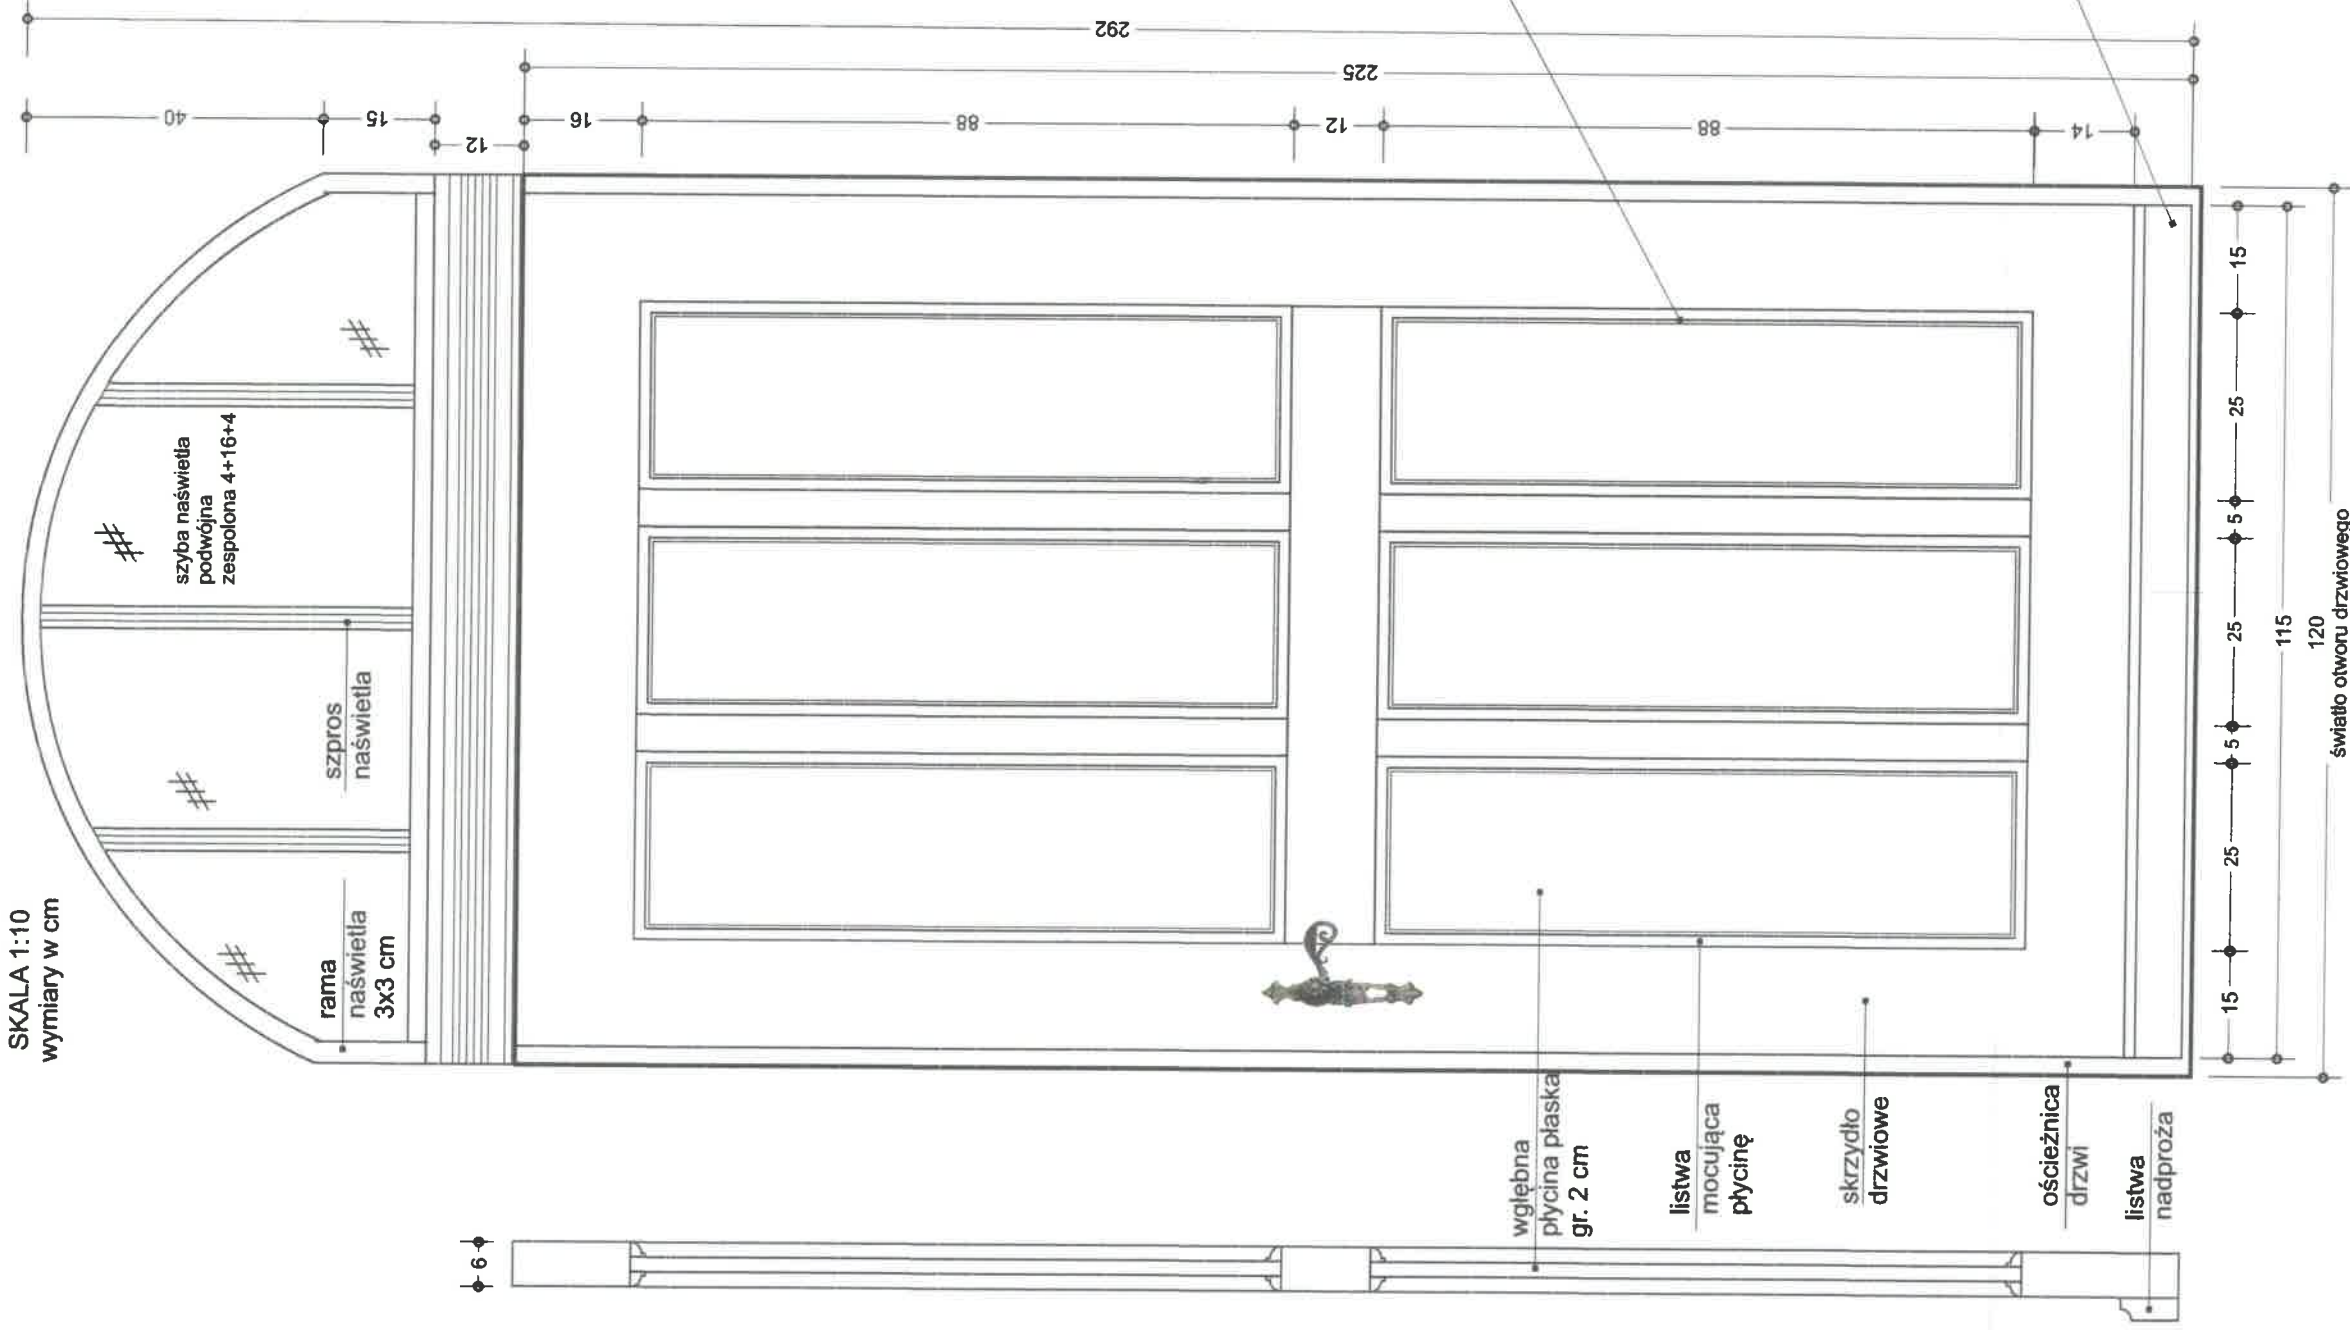 SKALA 1:10
wymiary w cm
szyba naświetla
podwójna
zespolona 4+16+4
szpros
naświetla
rama
naświetla
3x3 cm
292
225
40
15
12
16
88
12
88
14
15
25
5
25
5
25
15
115
120
światło otworu drzwiowego
6
wgłębna
płycina płaska
gr. 2 cm
listwa
mocująca
płycinę
skrzydło
drzwiowe
ościeżnica
drzwi
listwa
nadproża